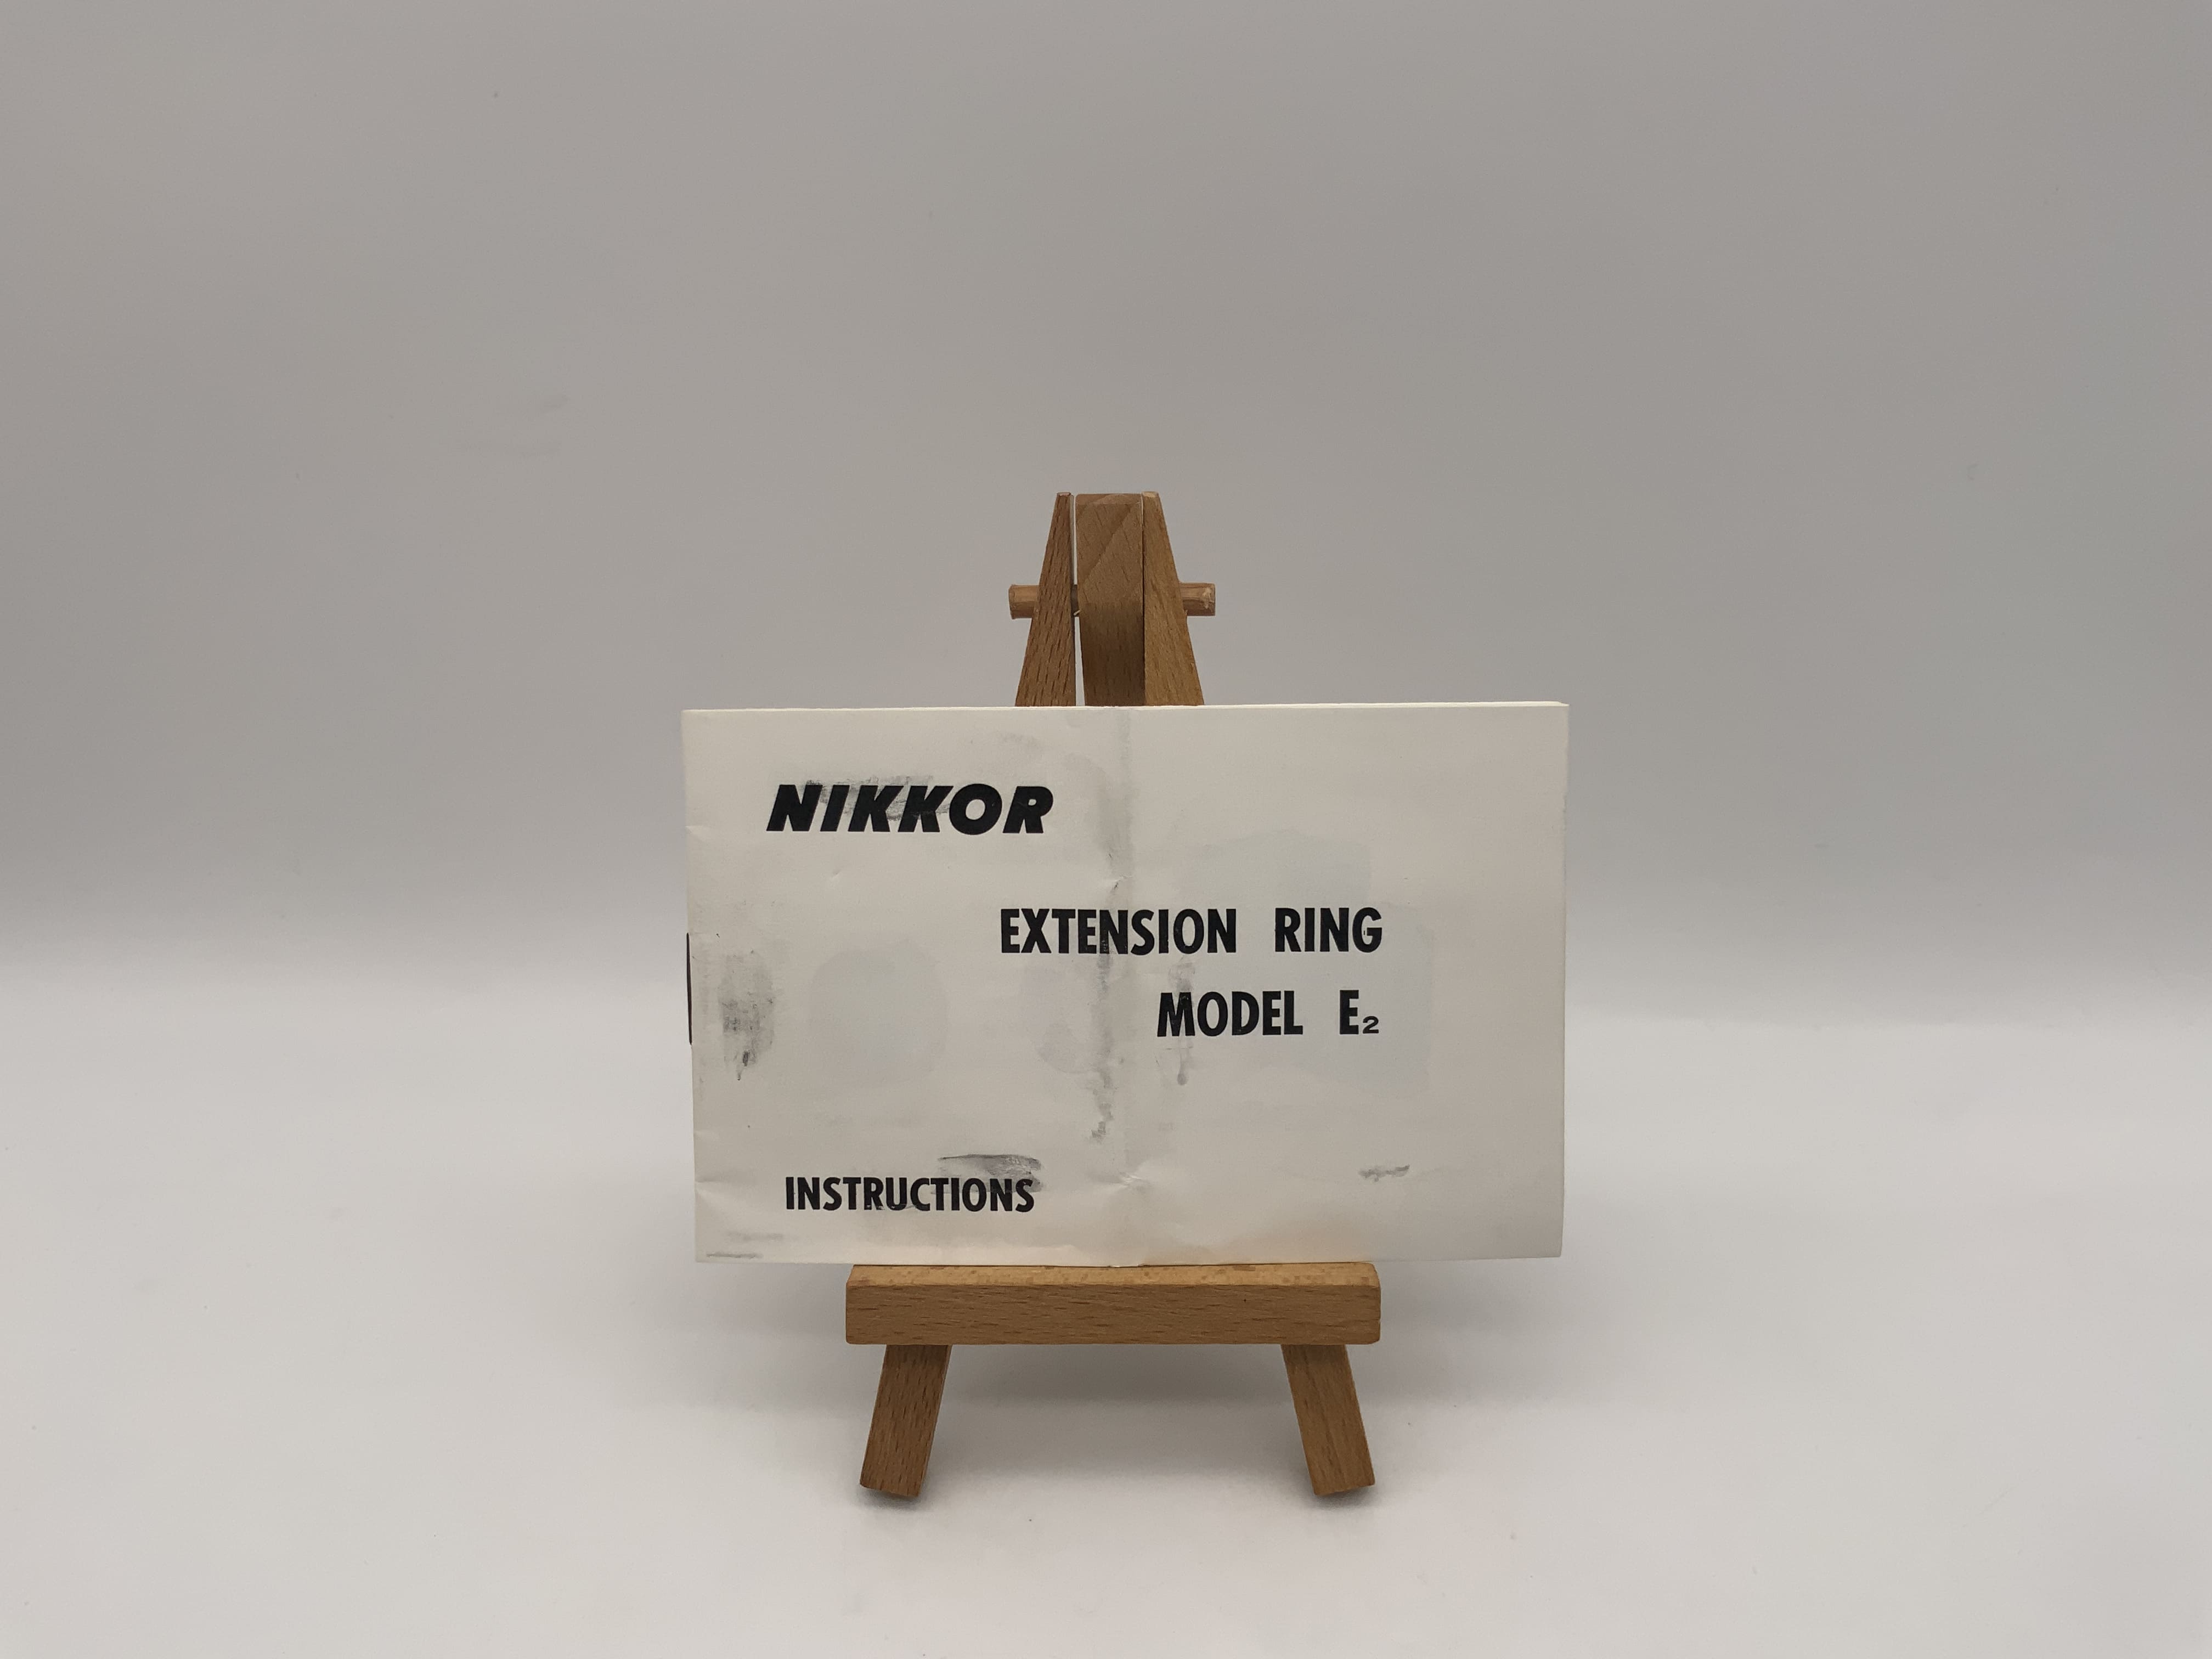 NIKKOR
EXTENSION RING
MODEL E₂
INSTRUCTIONS